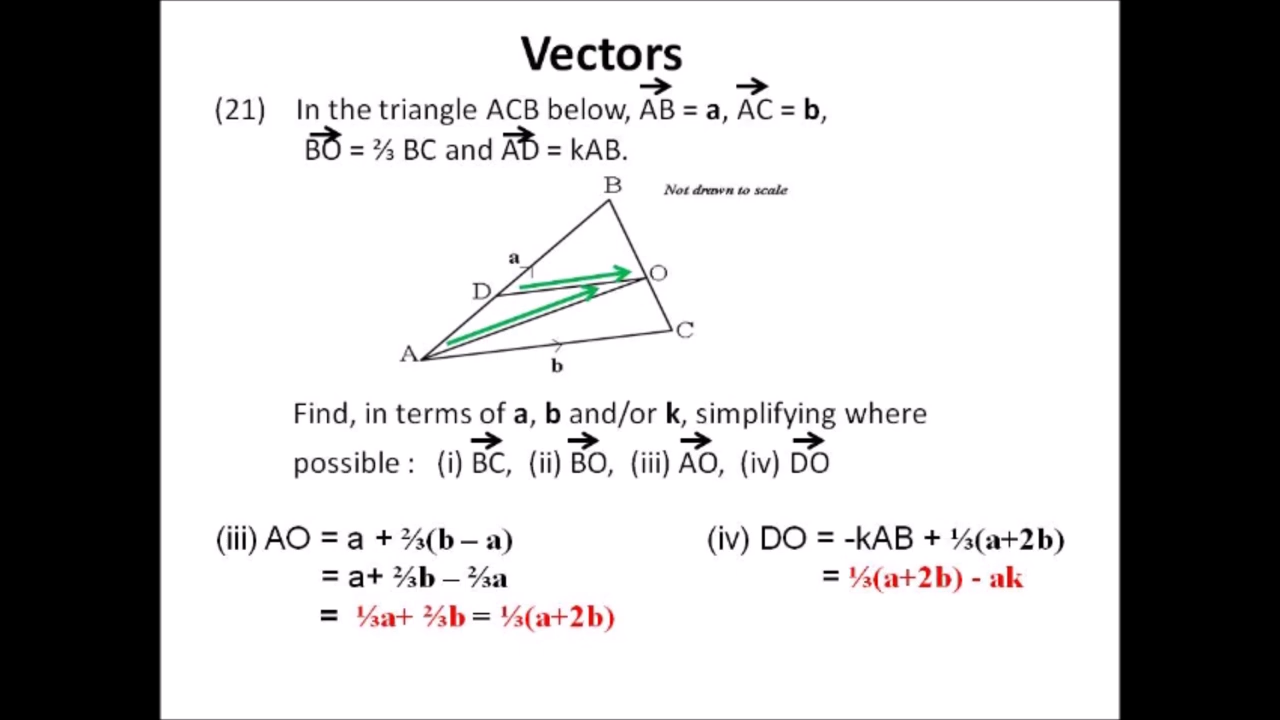 Vectors
(21) In the triangle ACB below, AB = a, AC = b,
BO = ⅔ BC and AD = kAB.
B
Not drawn to scale
a
O
D
C
A
b
Find, in terms of a, b and/or k, simplifying where
possible : (i) BC, (ii) BO, (iii) AO, (iv) DO
(iii) AO = a + ⅔(b – a)
= a+ ⅔b – ⅔a
= ⅓a+ ⅔b = ⅓(a+2b)
(iv) DO = -kAB + ⅓(a+2b)
= ⅓(a+2b) - ak